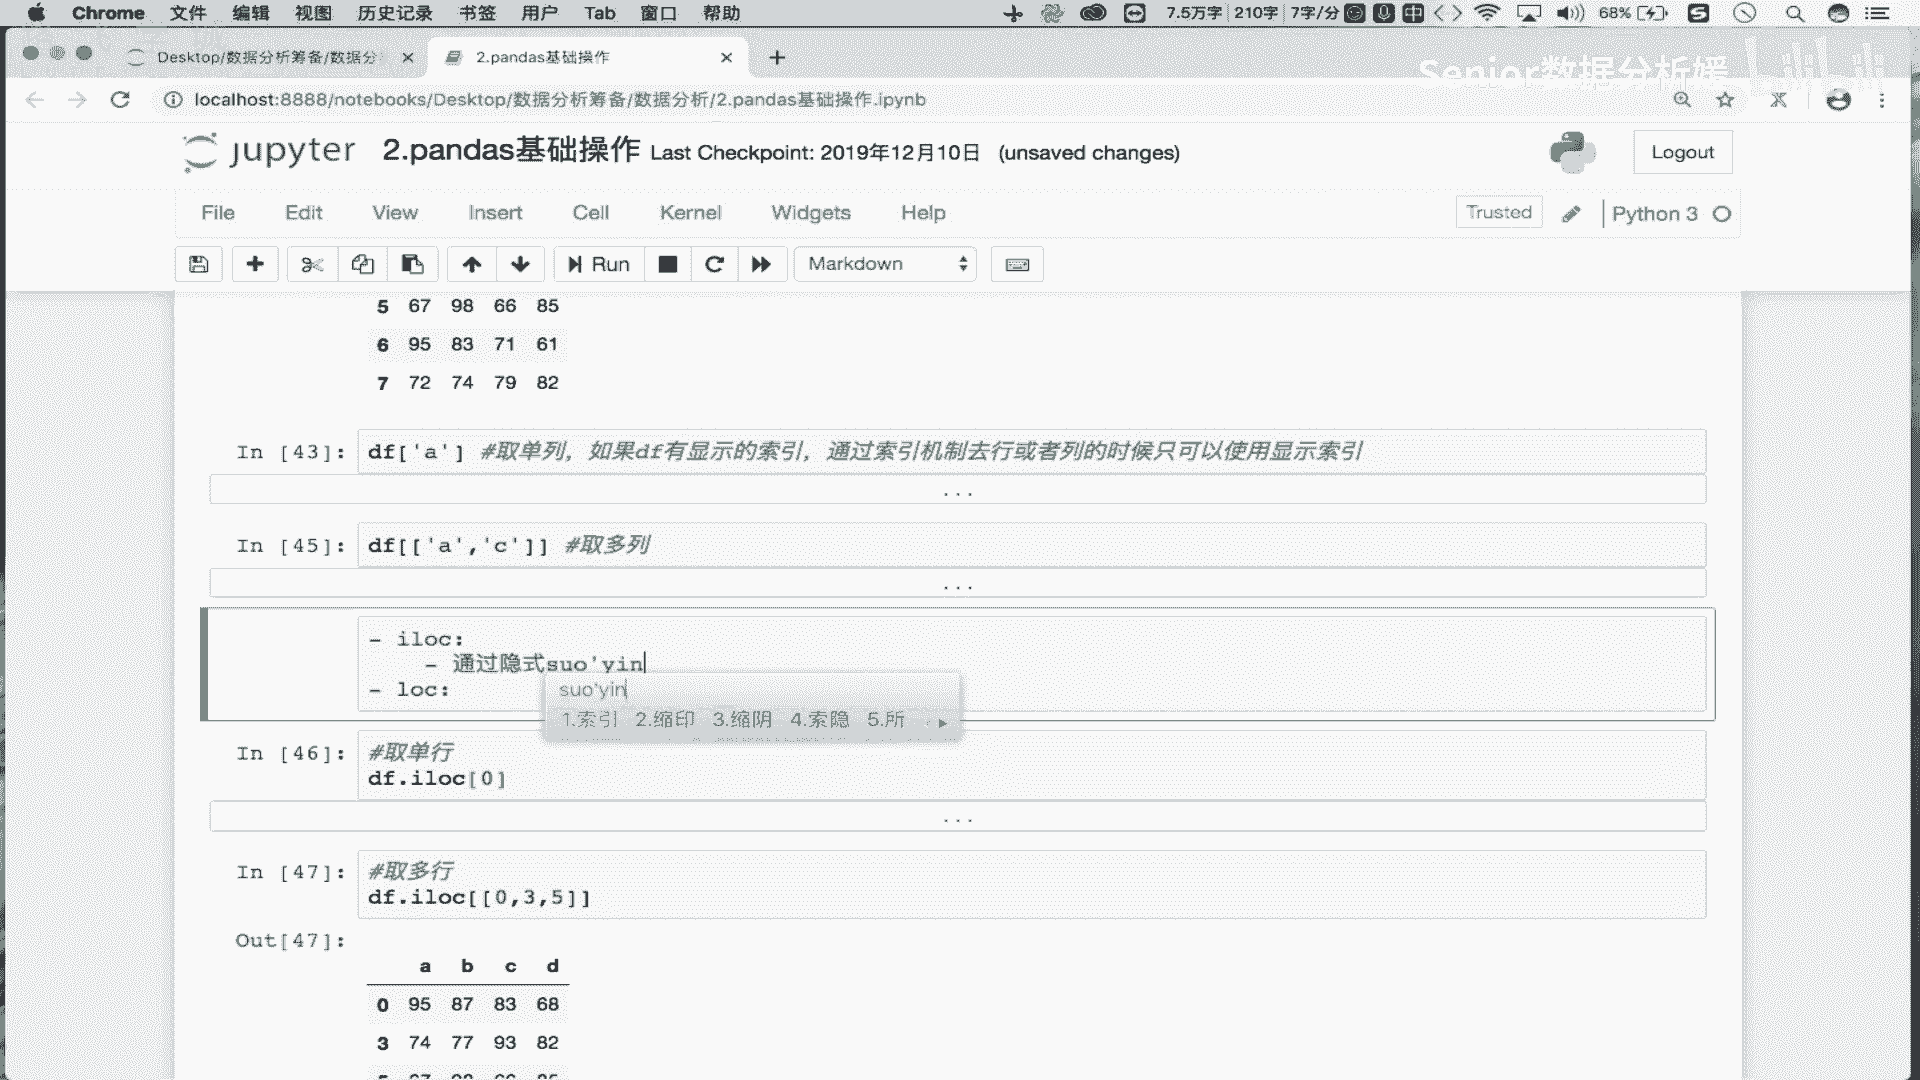 Chrome 文件 编辑 视图 历史记录 书签 用户 Tab 窗口 帮助 7.5万字 210字 7字/分 中 68%
Desktop/数据分析筹备/数据分 2.pandas基础操作
Senior数据分析媛 bilibili
localhost:8888/notebooks/Desktop/数据分析筹备/数据分析/2.pandas基础操作.ipynb
jupyter 2.pandas基础操作 Last Checkpoint: 2019年12月10日 (unsaved changes) Logout
File Edit View Insert Cell Kernel Widgets Help Trusted Python 3
Run Markdown
5 67 98 66 85
6 95 83 71 61
7 72 74 79 82
In [43]: df['a'] #取单列，如果df有显示的索引，通过索引机制去行或者列的时候只可以使用显示索引
...
In [45]: df[['a','c']] #取多列
...
- iloc:
- 通过隐式suo'yin
- loc:
suo'yin
1.索引 2.缩印 3.缩阴 4.索隐 5.所
In [46]: #取单行
df.iloc[0]
...
In [47]: #取多行
df.iloc[[0,3,5]]
Out[47]:
a b c d
0 95 87 83 68
3 74 77 93 82